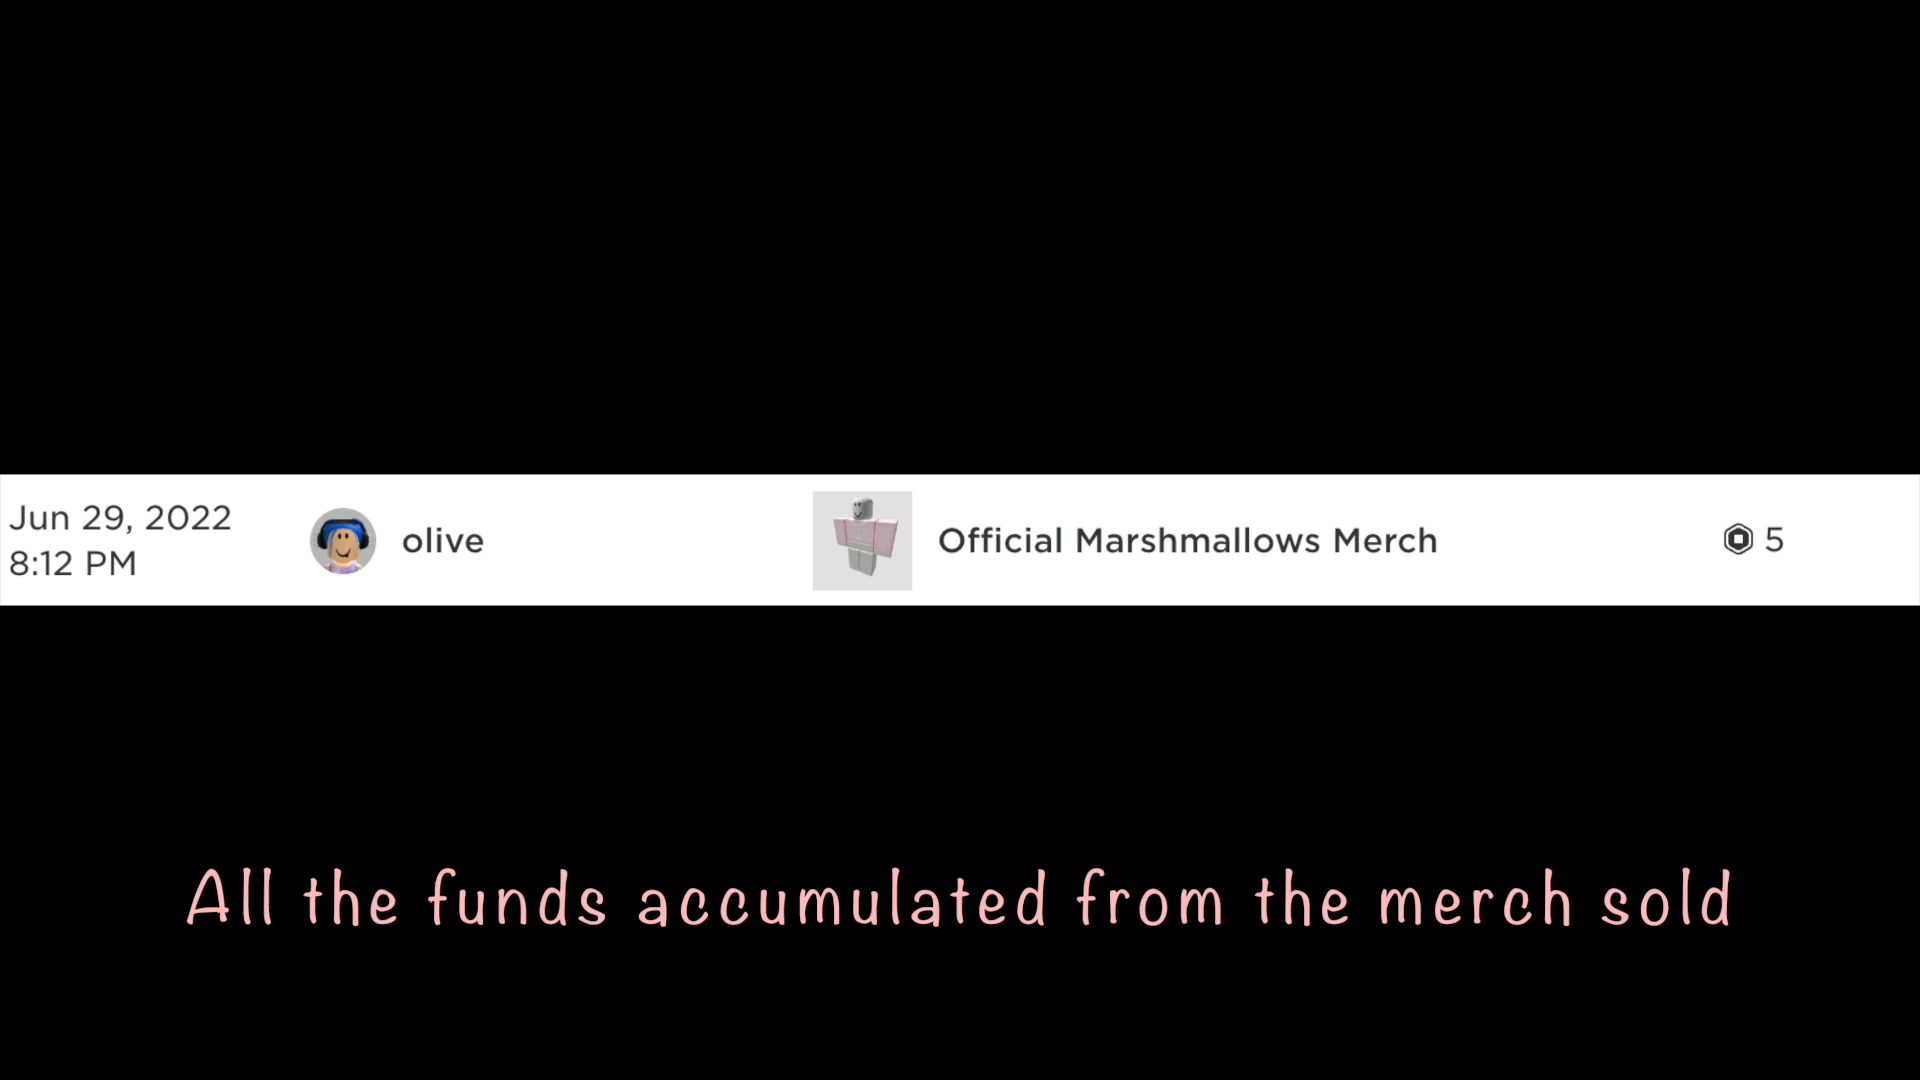 Jun 29, 2022
8:12 PM
olive
Official Marshmallows Merch
5
All the funds accumulated from the merch sold